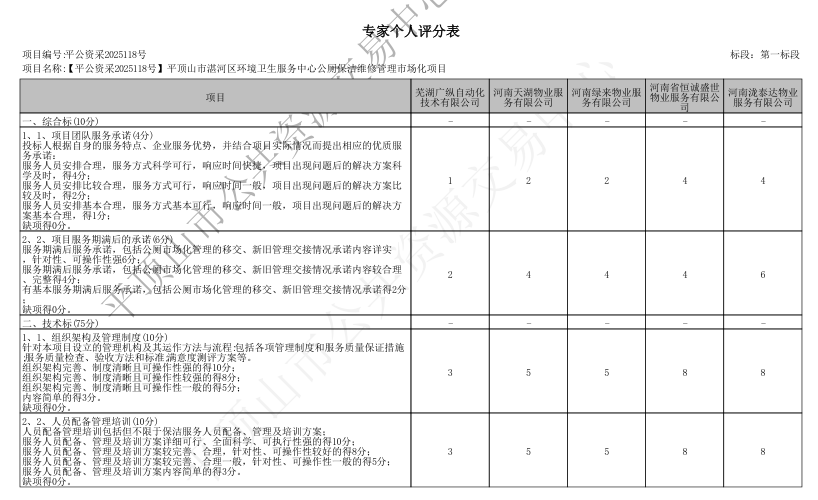 专家个人评分表
项目编号:平公资采2025118号
标段：第一标段
项目名称:【平公资采2025118号】平顶山市湛河区环境卫生服务中心公厕保洁维修管理市场化项目
项目
芜湖广纵自动化
技术有限公司
河南天湖物业服
务有限公司
河南绿来物业服
务有限公司
河南省恒诚盛世
物业服务有限公
司
河南泷泰达物业
服务有限公司
一、综合标(10分)
– – – – –
1、1、项目团队服务承诺(4分)
投标人根据自身的服务特点、企业服务优势，并结合项目实际情况而提出相应的优质服
务承诺:
服务人员安排合理，服务方式科学可行，响应时间快捷，项目出现问题后的解决方案科
学及时，得4分;
服务人员安排比较合理，服务方式可行，响应时间一般，项目出现问题后的解决方案比
较及时，得2分;
服务人员安排基本合理，服务方式基本可行，响应时间一般，项目出现问题后的解决方
案基本合理，得1分;
缺项得0分。
1 2 2 4 4
2、2、项目服务期满后的承诺(6分)
服务期满后服务承诺，包括公厕市场化管理的移交、新旧管理交接情况承诺内容详实
，针对性、可操作性强6分;
服务期满后服务承诺，包括公厕市场化管理的移交、新旧管理交接情况承诺内容较合理
、完整得4分;
有基本服务期满后服务承诺，包括公厕市场化管理的移交、新旧管理交接情况承诺得2分
;
缺项得0分。
2 4 4 4 6
二、技术标(75分)
– – – – –
1、1、组织架构及管理制度(10分)
针对本项目设立的管理机构及其运作方法与流程:包括各项管理制度和服务质量保证措施
;服务质量检查、验收方法和标准;满意度测评方案等。
组织架构完善、制度清晰且可操作性强的得10分;
组织架构完善、制度清晰且可操作性较强的得8分;
组织架构完善、制度清晰且可操作性一般的得5分;
内容简单的得3分。
缺项得0分。
3 5 5 8 8
2、2、人员配备管理培训(10分)
人员配备管理培训包括但不限于保洁服务人员配备、管理及培训方案;
服务人员配备、管理及培训方案详细可行、全面科学、可执行性强的得10分;
服务人员配备、管理及培训方案较完善、合理，针对性、可操作性较好的得8分;
服务人员配备、管理及培训方案较完善、合理一般，针对性、可操作性一般的得5分;
服务人员配备、管理及培训方案内容简单的得3分。
缺项得0分。
3 5 5 8 8
平顶山市公共资源交易中心
顶山市公共资源交易中心